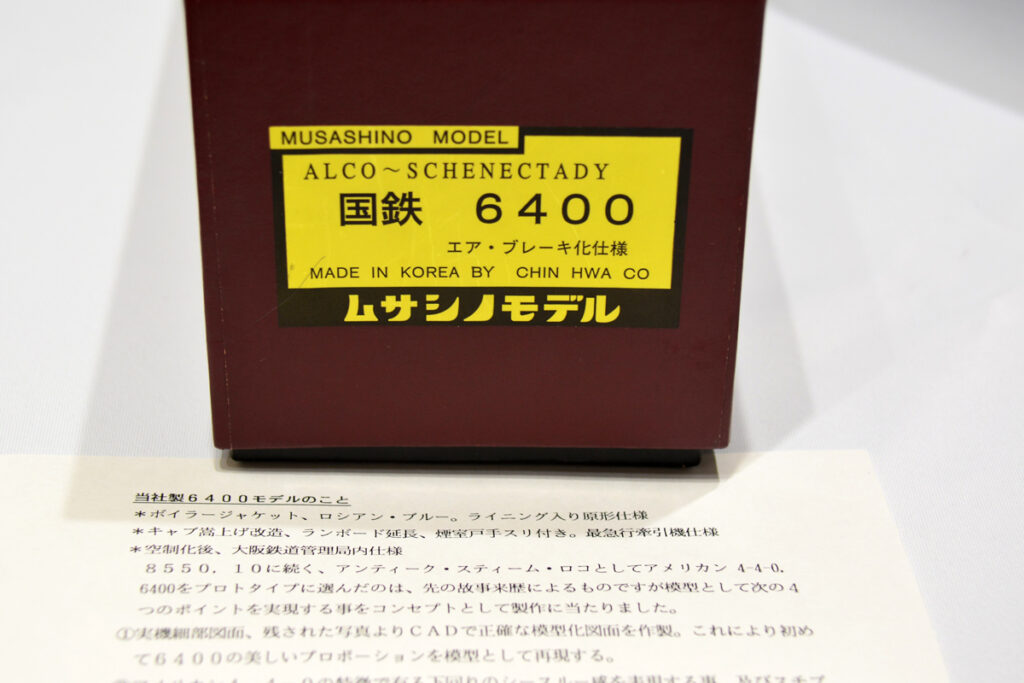 MUSASHINO MODEL
ALCO～SCHENECTADY
国鉄 6400
エア・ブレーキ化仕様
MADE IN KOREA BY CHIN HWA CO
ムサシノモデル
当社製6400モデルのこと
*ボイラージャケット、ロシアン・ブルー。ライニング入り原形仕様
*キャブ嵩上げ改造、ランボード延長、煙室戸手スリ付き。最急行牽引機仕様
*空制化後、大阪鉄道管理局内仕様
8550．10に続く、アンティーク・スティーム・ロコとしてアメリカン 4-4-0．
6400をプロトタイプに選んだのは、先の故事来歴によるものですが模型として次の4
つのポイントを実現する事をコンセプトとして製作に当たりました。
①実機細部図面、残された写真よりCADで正確な模型化図面を作製。これにより初め
て6400の美しいプロポーションを模型として再現する。